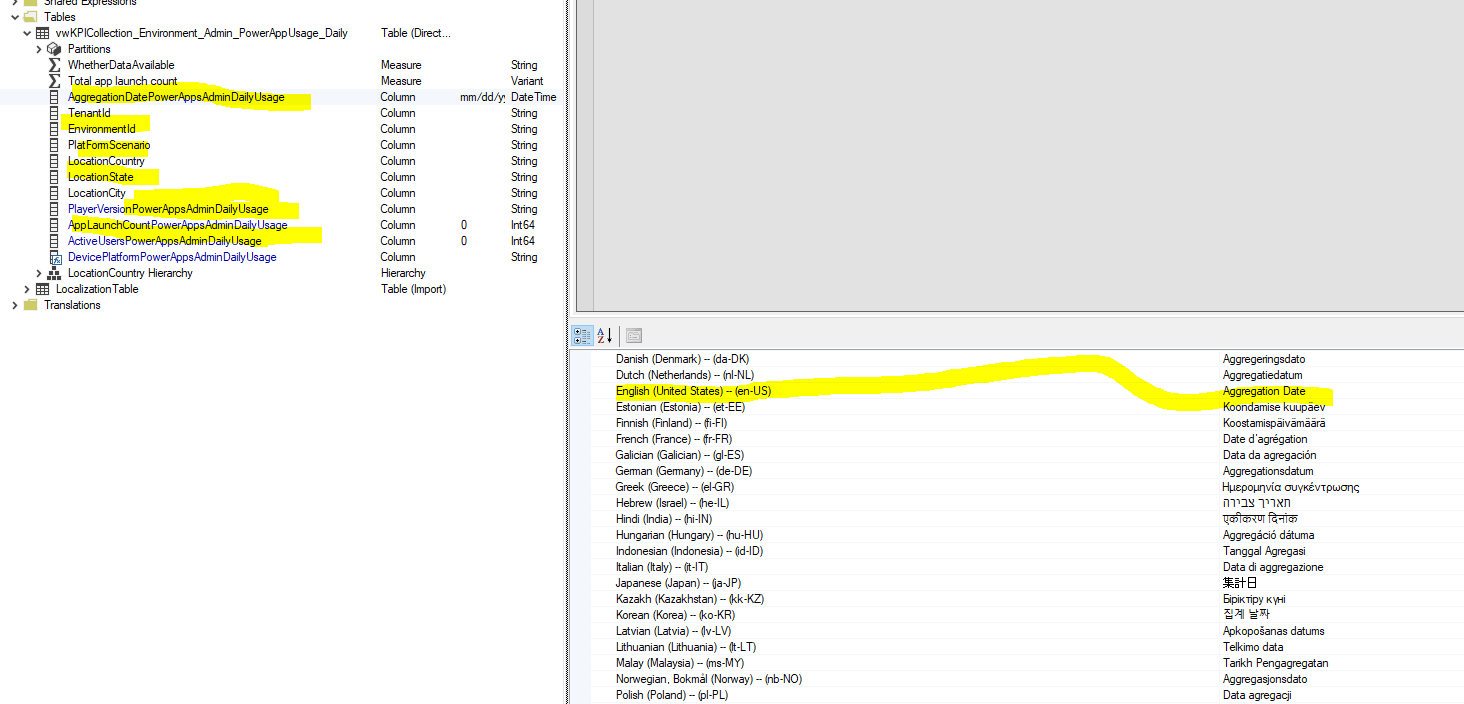 Shared Expressions
Tables
vwKPICollection_Environment_Admin_PowerAppUsage_Daily Table (Direct...
Partitions
WhetherDataAvailable Measure String
Total app launch count Measure Variant
AggregationDatePowerAppsAdminDailyUsage Column mm/dd/y DateTime
TenantId Column String
EnvironmentId Column String
PlatFormScenario Column String
LocationCountry Column String
LocationState Column String
LocationCity Column String
PlayerVersionPowerAppsAdminDailyUsage Column String
AppLaunchCountPowerAppsAdminDailyUsage Column 0 Int64
ActiveUsersPowerAppsAdminDailyUsage Column 0 Int64
DevicePlatformPowerAppsAdminDailyUsage Column String
LocationCountry Hierarchy Hierarchy
LocalizationTable Table (Import)
Translations
Danish (Denmark) -- (da-DK) Aggregeringsdato
Dutch (Netherlands) -- (nl-NL) Aggregatiedatum
English (United States) -- (en-US) Aggregation Date
Estonian (Estonia) -- (et-EE) Koondamise kuupäev
Finnish (Finland) -- (fi-FI) Koostamispäivämäärä
French (France) -- (fr-FR) Date d'agrégation
Galician (Galician) -- (gl-ES) Data da agregación
German (Germany) -- (de-DE) Aggregationsdatum
Greek (Greece) -- (el-GR) Ημερομηνία συγκέντρωσης
Hebrew (Israel) -- (he-IL) תאריך צבירה
Hindi (India) -- (hi-IN) एकीकरण दिनांक
Hungarian (Hungary) -- (hu-HU) Aggregáció dátuma
Indonesian (Indonesia) -- (id-ID) Tanggal Agregasi
Italian (Italy) -- (it-IT) Data di aggregazione
Japanese (Japan) -- (ja-JP) 集計日
Kazakh (Kazakhstan) -- (kk-KZ) Біріктіру күні
Korean (Korea) -- (ko-KR) 집계 날짜
Latvian (Latvia) -- (lv-LV) Apkopošanas datums
Lithuanian (Lithuania) -- (lt-LT) Telkimo data
Malay (Malaysia) -- (ms-MY) Tarikh Pengagregatan
Norwegian, Bokmål (Norway) -- (nb-NO) Aggregasjonsdato
Polish (Poland) -- (pl-PL) Data agregacji